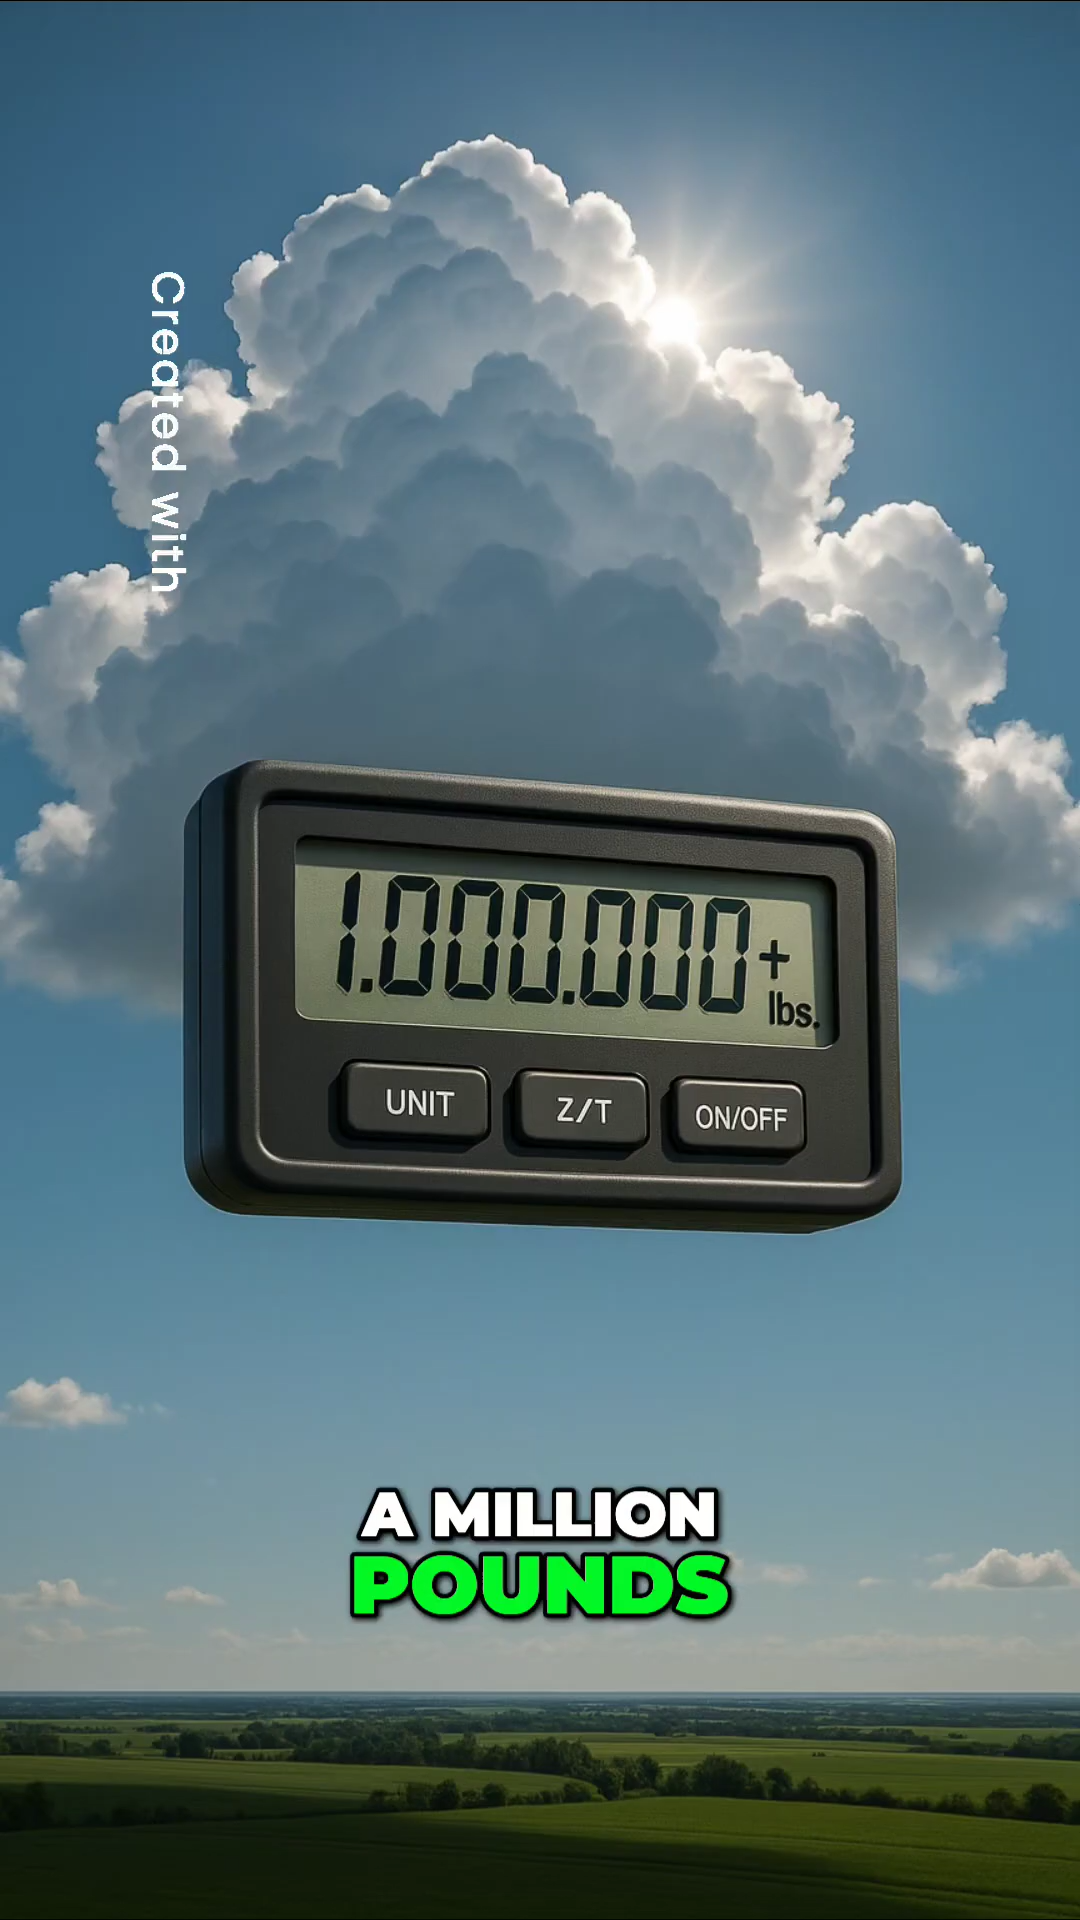 Created with
1.000.000+
lbs.
UNIT
Z/T
ON/OFF
A MILLION
POUNDS